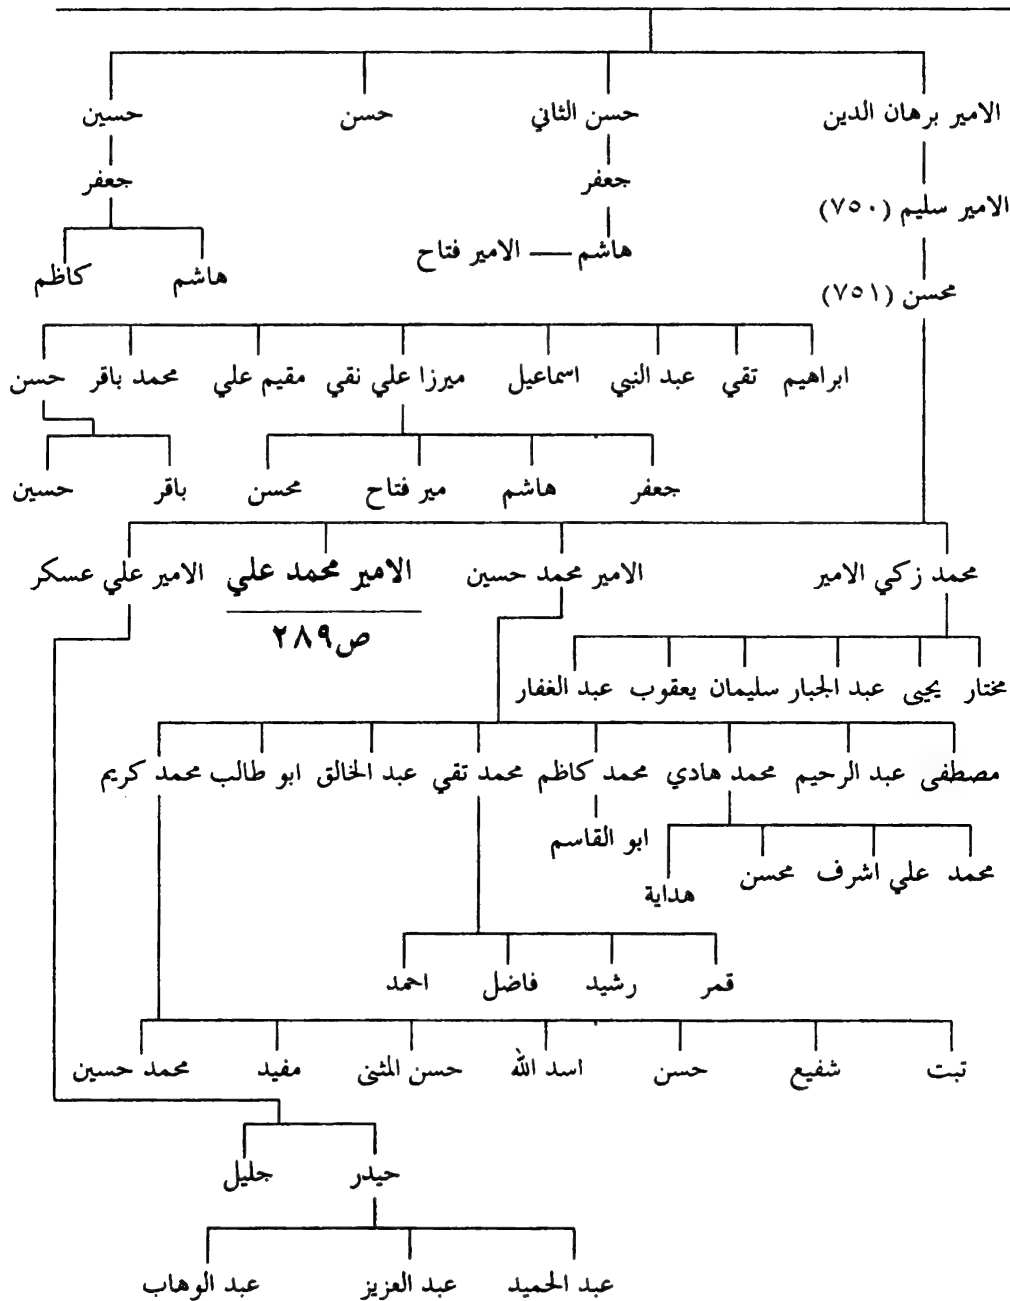 الامير برهان الدين حسن الثاني حسن حسين
جعفر جعفر
الامير سليم (٧٥٠)
هاشم — الامير فتاح
هاشم كاظم
محسن (٧٥١)
ابراهيم تقي عبد النبي اسماعيل ميرزا علي نقي مقيم علي محمد باقر حسن
جعفر هاشم مير فتاح محسن باقر حسين
محمد زكي الامير الامير محمد حسين الامير محمد علي الامير علي عسكر
ص٢٨٩
مختار يحيى عبد الجبار سليمان يعقوب عبد الغفار
مصطفى عبد الرحيم محمد هادي محمد كاظم محمد تقي عبد الخالق ابو طالب محمد كريم
ابو القاسم
محمد علي اشرف محسن هداية
قمر رشيد فاضل احمد
تبت شفيع حسن اسد الله حسن المثنى مفيد محمد حسين
حيدر جليل
عبد الحميد عبد العزيز عبد الوهاب